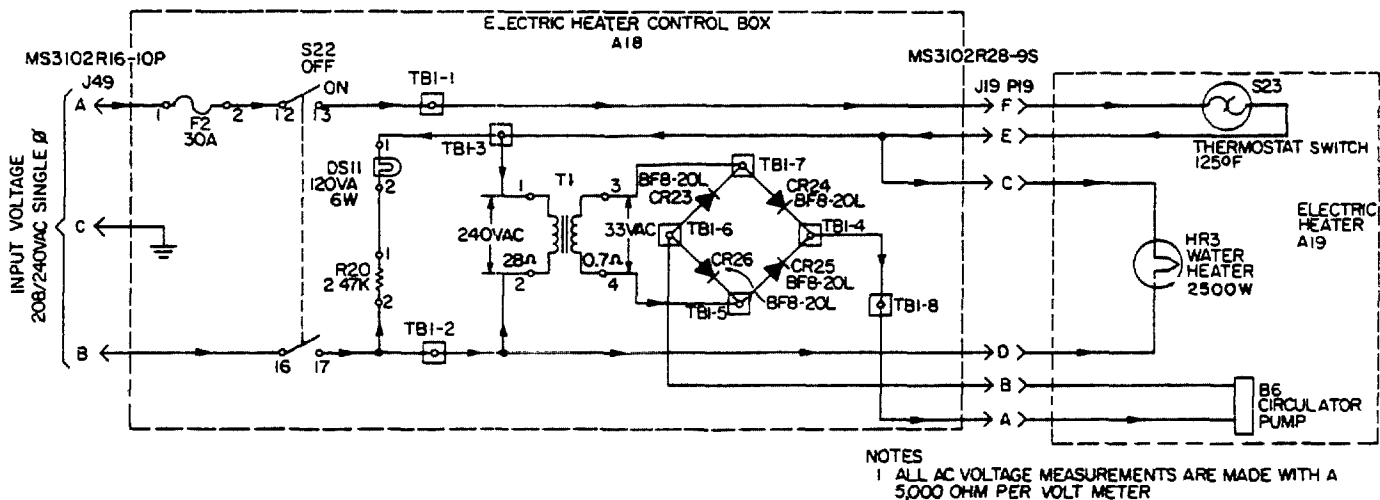 ELECTRIC HEATER CONTROL BOX
A18
MS3102R16-10P
J49
S22
OFF
ON
TB1-1
MS3102R28-9S
J19 P19
S23
A
1
F2
30A
2
12
13
F
E
THERMOSTAT SWITCH
125°F
INPUT VOLTAGE
208/240VAC SINGLE Ø
1
DS11
120VA
6W
2
TB1-3
1
T1
3
240VAC
33VAC
28Ω
2
0.7Ω
4
TB1-7
BF8-20L
CR23
CR24
BF8-20L
TB1-6
TB1-4
CR26
CR25
BF8-20L
BF8-20L
TB1-5
TB1-8
C
C
ELECTRIC
HEATER
A19
HR3
WATER
HEATER
2500W
1
R20
2.47K
2
TB1-2
B
16
17
D
B
A
B6
CIRCULATOR
PUMP
NOTES
1 ALL AC VOLTAGE MEASUREMENTS ARE MADE WITH A
5,000 OHM PER VOLT METER